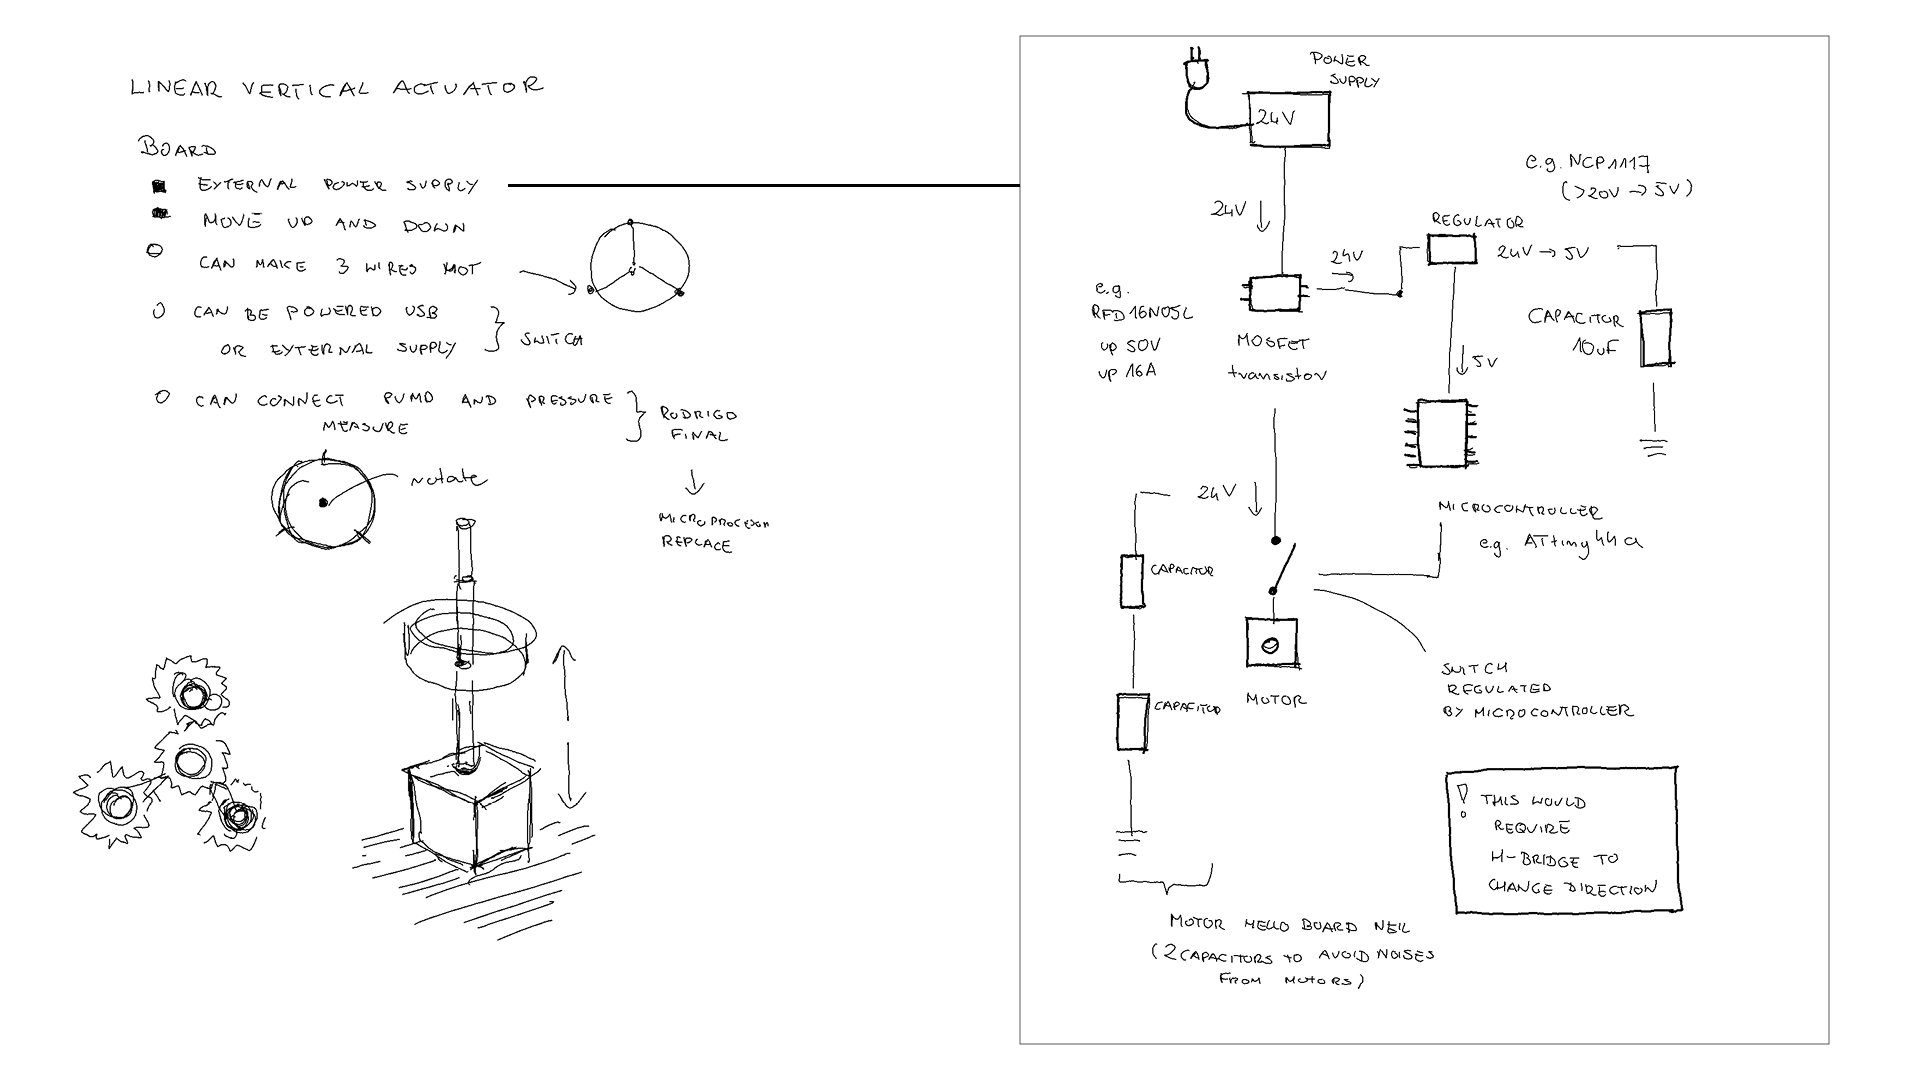 LINEAR VERTICAL ACTUATOR
BOARD
EXTERNAL POWER SUPPLY
MOVE UP AND DOWN
CAN MAKE 3 WIRES HOT
CAN BE POWERED USB
OR EXTERNAL SUPPLY
SWITCH
CAN CONNECT PUMP AND PRESSURE
MEASURE
RODRIGO
FINAL
MICROPROCESSOR
REPLACE
rotate
POWER
SUPPLY
24V
24V
e.g. NCP1117
(>20V → 5V)
REGULATOR
24V → 5V
24V
e.g.
RFD16N05L
up 50V
up 16A
MOSFET
transistor
CAPACITOR
10uF
5V
MICROCONTROLLER
e.g. ATtiny44a
24V
CAPACITOR
CAPACITOR
MOTOR
SWITCH
REGULATED
BY MICROCONTROLLER
! THIS WOULD
REQUIRE
H-BRIDGE TO
CHANGE DIRECTION
MOTOR HELLO BOARD NEIL
(2 CAPACITORS TO AVOID NOISES
FROM MOTORS)